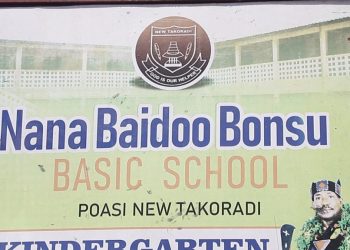 NEW TAKORADI
GOD IS OUR HELPER
Nana Baidoo Bonsu
BASIC SCHOOL
POASI NEW TAKORADI
KINDERGARTEN